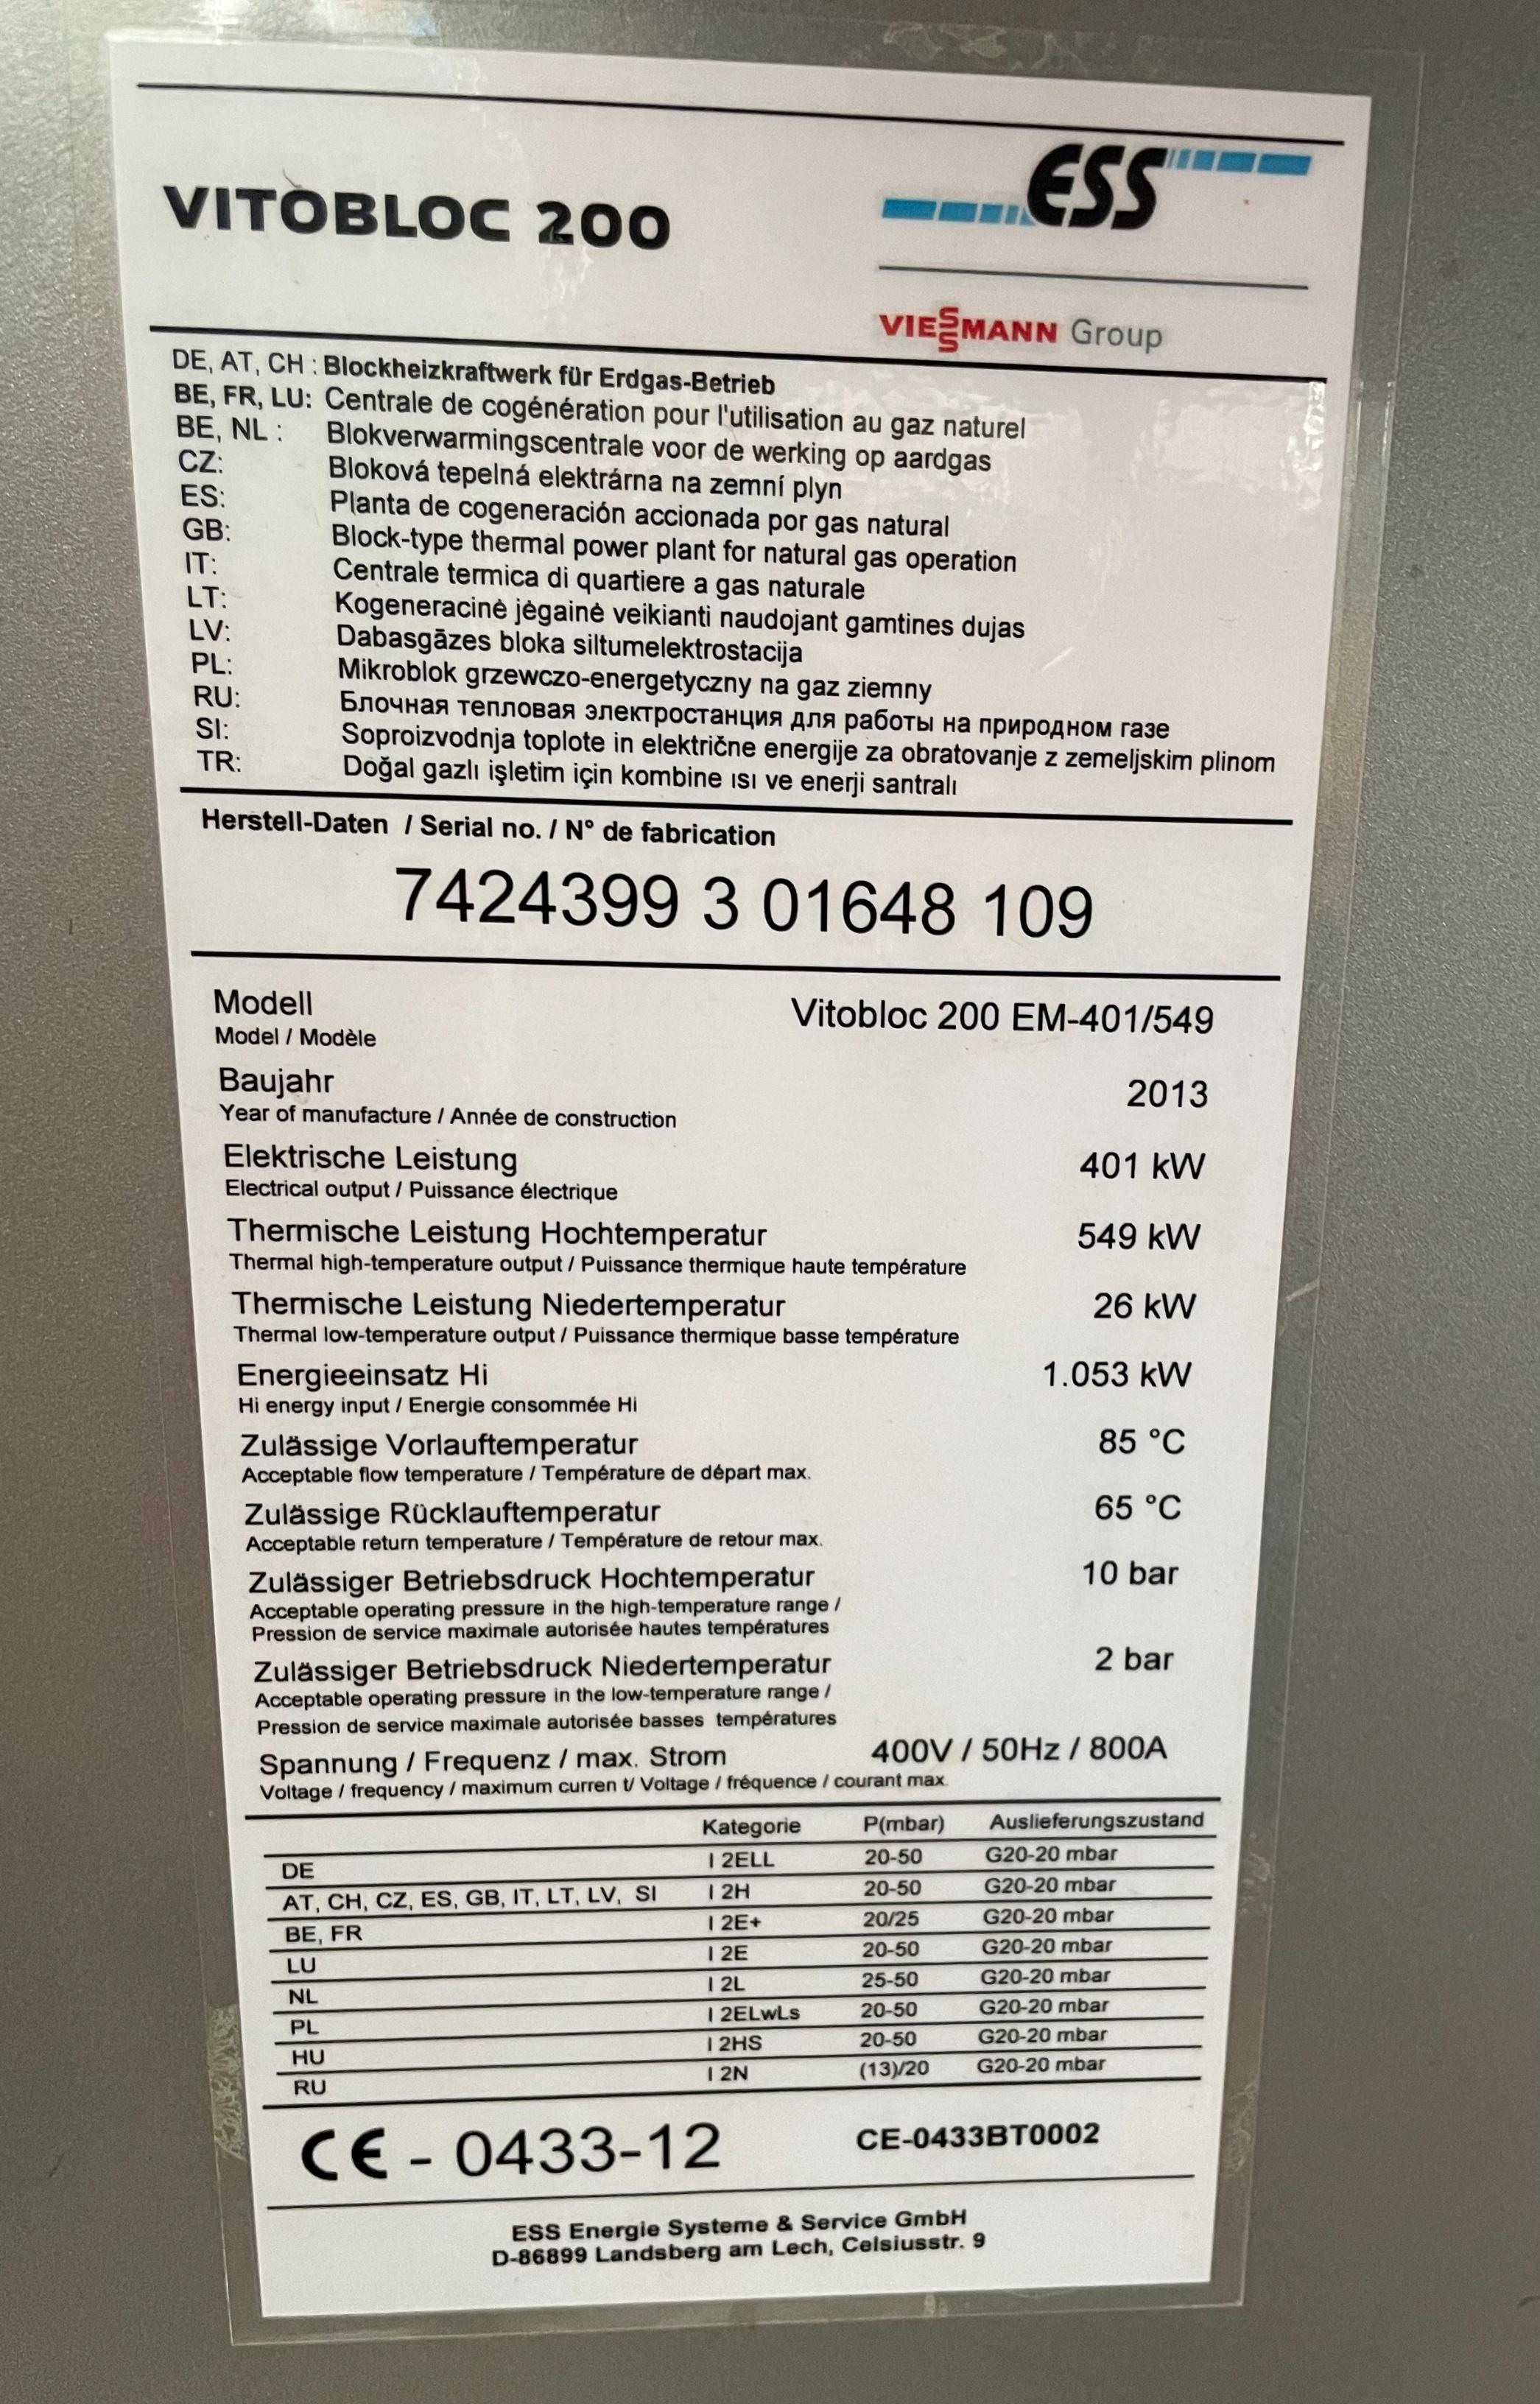 VITOBLOC 200
ESS
VIESSMANN Group
DE, AT, CH : Blockheizkraftwerk für Erdgas-Betrieb
BE, FR, LU: Centrale de cogénération pour l'utilisation au gaz naturel
BE, NL : Blokverwarmingscentrale voor de werking op aardgas
CZ: Bloková tepelná elektrárna na zemní plyn
ES: Planta de cogeneración accionada por gas natural
GB: Block-type thermal power plant for natural gas operation
IT: Centrale termica di quartiere a gas naturale
LT: Kogeneracinė jėgainė veikianti naudojant gamtines dujas
LV: Dabasgāzes bloka siltumelektrostacija
PL: Mikroblok grzewczo-energetyczny na gaz ziemny
RU: Блочная тепловая электростанция для работы на природном газе
SI: Soproizvodnja toplote in električne energije za obratovanje z zemeljskim plinom
TR: Doğal gazlı işletim için kombine ısı ve enerji santralı
Herstell-Daten / Serial no. / N° de fabrication
7424399 3 01648 109
Modell Vitobloc 200 EM-401/549
Model / Modèle
Baujahr 2013
Year of manufacture / Année de construction
Elektrische Leistung 401 kW
Electrical output / Puissance électrique
Thermische Leistung Hochtemperatur 549 kW
Thermal high-temperature output / Puissance thermique haute température
Thermische Leistung Niedertemperatur 26 kW
Thermal low-temperature output / Puissance thermique basse température
Energieeinsatz Hi 1.053 kW
Hi energy input / Energie consommée Hi
Zulässige Vorlauftemperatur 85 °C
Acceptable flow temperature / Température de départ max.
Zulässige Rücklauftemperatur 65 °C
Acceptable return temperature / Température de retour max.
Zulässiger Betriebsdruck Hochtemperatur 10 bar
Acceptable operating pressure in the high-temperature range /
Pression de service maximale autorisée hautes températures
Zulässiger Betriebsdruck Niedertemperatur 2 bar
Acceptable operating pressure in the low-temperature range /
Pression de service maximale autorisée basses températures
Spannung / Frequenz / max. Strom 400V / 50Hz / 800A
Voltage / frequency / maximum curren t/ Voltage / fréquence / courant max.
Kategorie P(mbar) Auslieferungszustand
DE I 2ELL 20-50 G20-20 mbar
AT, CH, CZ, ES, GB, IT, LT, LV, SI I 2H 20-50 G20-20 mbar
BE, FR I 2E+ 20/25 G20-20 mbar
LU I 2E 20-50 G20-20 mbar
NL I 2L 25-50 G20-20 mbar
PL I 2ELwLs 20-50 G20-20 mbar
HU I 2HS 20-50 G20-20 mbar
RU I 2N (13)/20 G20-20 mbar
CE - 0433-12 CE-0433BT0002
ESS Energie Systeme & Service GmbH
D-86899 Landsberg am Lech, Celsiusstr. 9